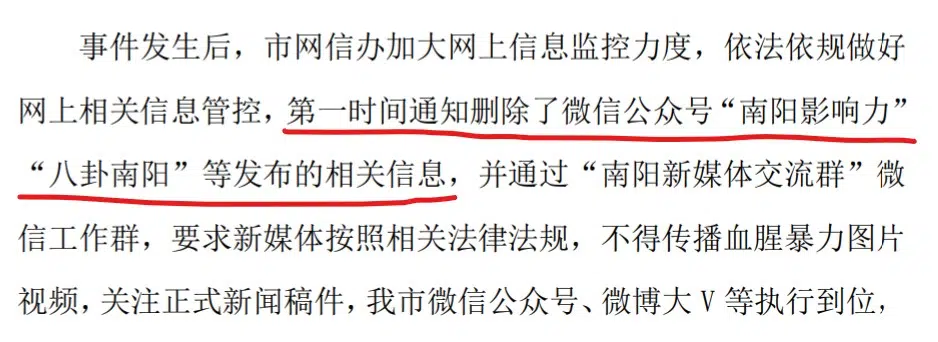 事件发生后，市网信办加大网上信息监控力度，依法依规做好
网上相关信息管控，第一时间通知删除了微信公众号“南阳影响力”
“八卦南阳”等发布的相关信息，并通过“南阳新媒体交流群”微
信工作群，要求新媒体按照相关法律法规，不得传播血腥暴力图片
视频，关注正式新闻稿件，我市微信公众号、微博大 V 等执行到位，